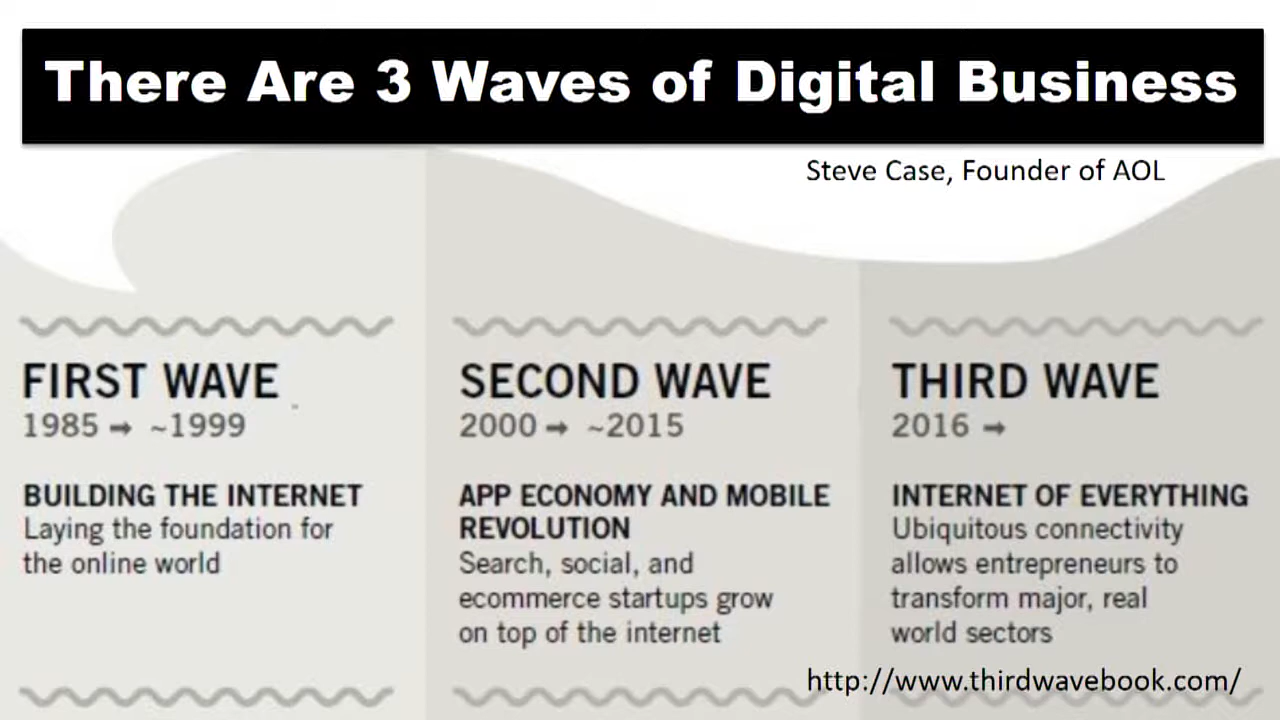 There Are 3 Waves of Digital Business
Steve Case, Founder of AOL
FIRST WAVE
1985 → ~1999
BUILDING THE INTERNET
Laying the foundation for
the online world
SECOND WAVE
2000 → ~2015
APP ECONOMY AND MOBILE
REVOLUTION
Search, social, and
ecommerce startups grow
on top of the internet
THIRD WAVE
2016 →
INTERNET OF EVERYTHING
Ubiquitous connectivity
allows entrepreneurs to
transform major, real
world sectors
http://www.thirdwavebook.com/